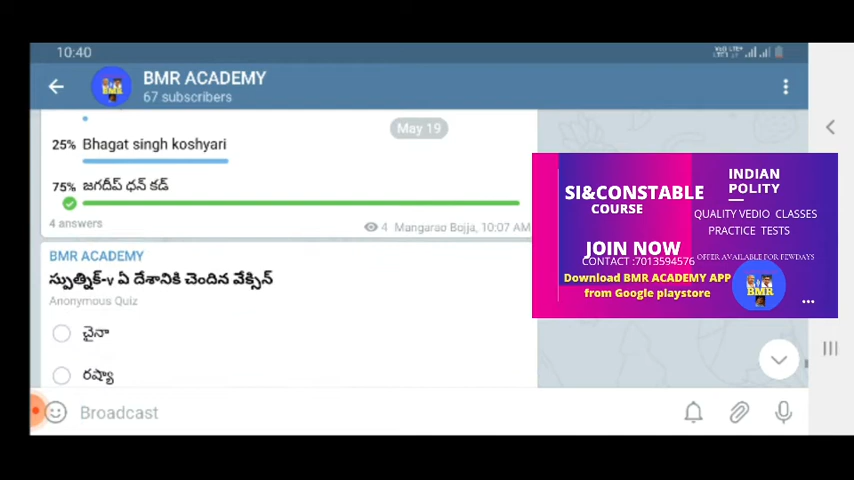 10:40
BMR ACADEMY
67 subscribers
May 19
25% Bhagat singh koshyari
75% జగదీప్ ధన్ కడ్
4 answers
4 Mangarao Bojja, 10:07 AM
BMR ACADEMY
స్పుత్నిక్-v ఏ దేశానికి చెందిన వేక్సిన్
Anonymous Quiz
చైనా
రష్యా
Broadcast
SI&CONSTABLE
COURSE
JOIN NOW
CONTACT :7013594576
Download BMR ACADEMY APP
from Google playstore
INDIAN
POLITY
QUALITY VEDIO CLASSES
PRACTICE TESTS
OFFER AVAILABLE FOR FEWDAYS
BMR